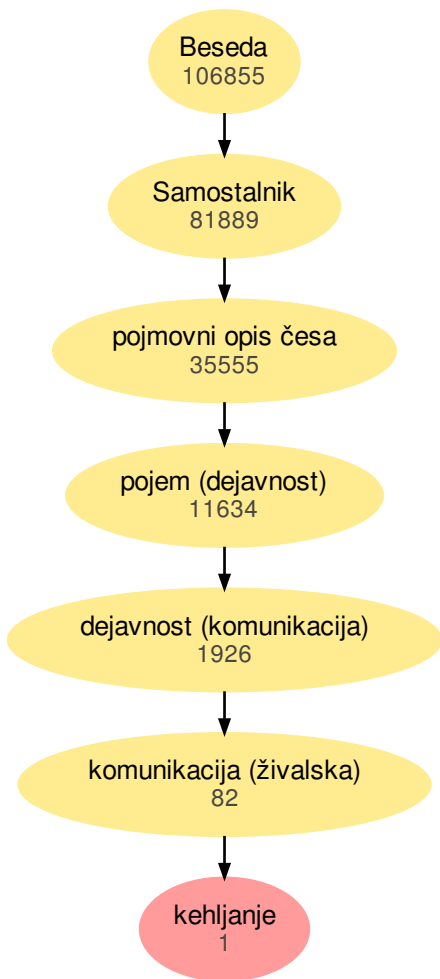 Beseda
106855
Samostalnik
81889
pojmovni opis česa
35555
pojem (dejavnost)
11634
dejavnost (komunikacija)
1926
komunikacija (živalska)
82
kehljanje
1